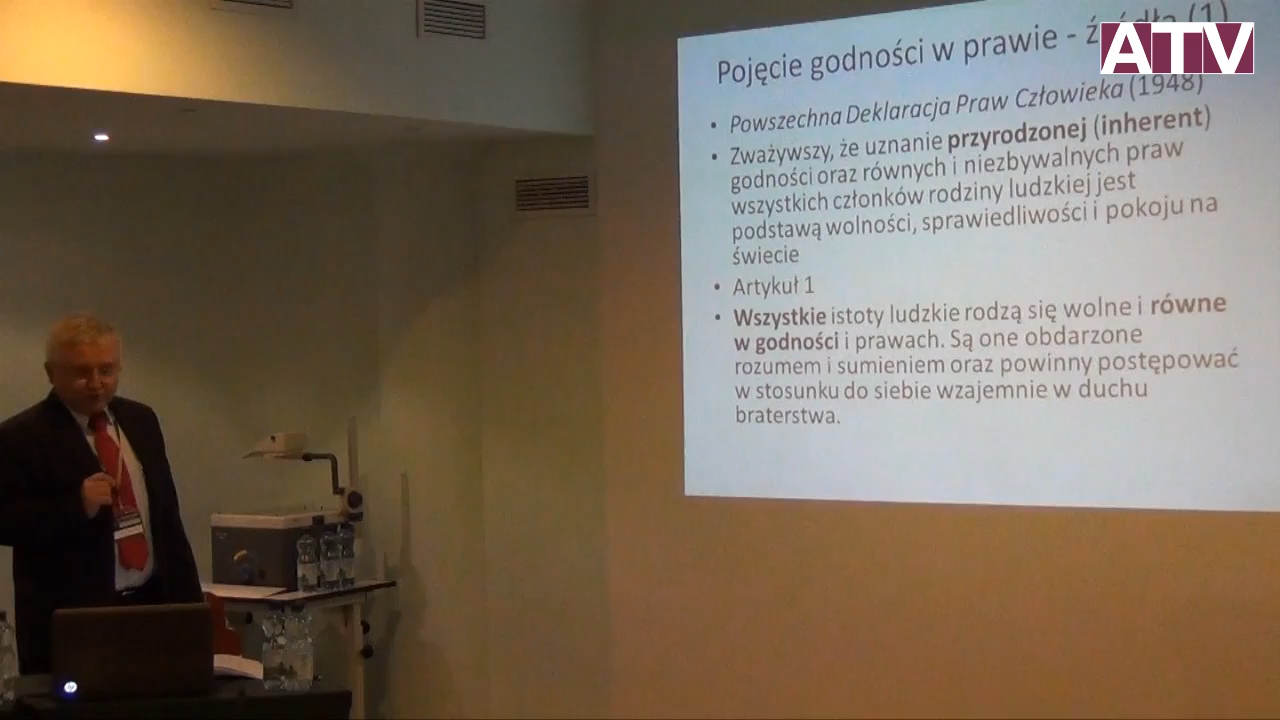 ATV
Pojęcie godności w prawie - (1)
• Powszechna Deklaracja Praw Człowieka (1948)
• Zważywszy, że uznanie przyrodzonej (inherent)
godności oraz równych i niezbywalnych praw
wszystkich członków rodziny ludzkiej jest
podstawą wolności, sprawiedliwości i pokoju na
świecie
• Artykuł 1
• Wszystkie istoty ludzkie rodzą się wolne i równe
w godności i prawach. Są one obdarzone
rozumem i sumieniem oraz powinny postępować
w stosunku do siebie wzajemnie w duchu
braterstwa.